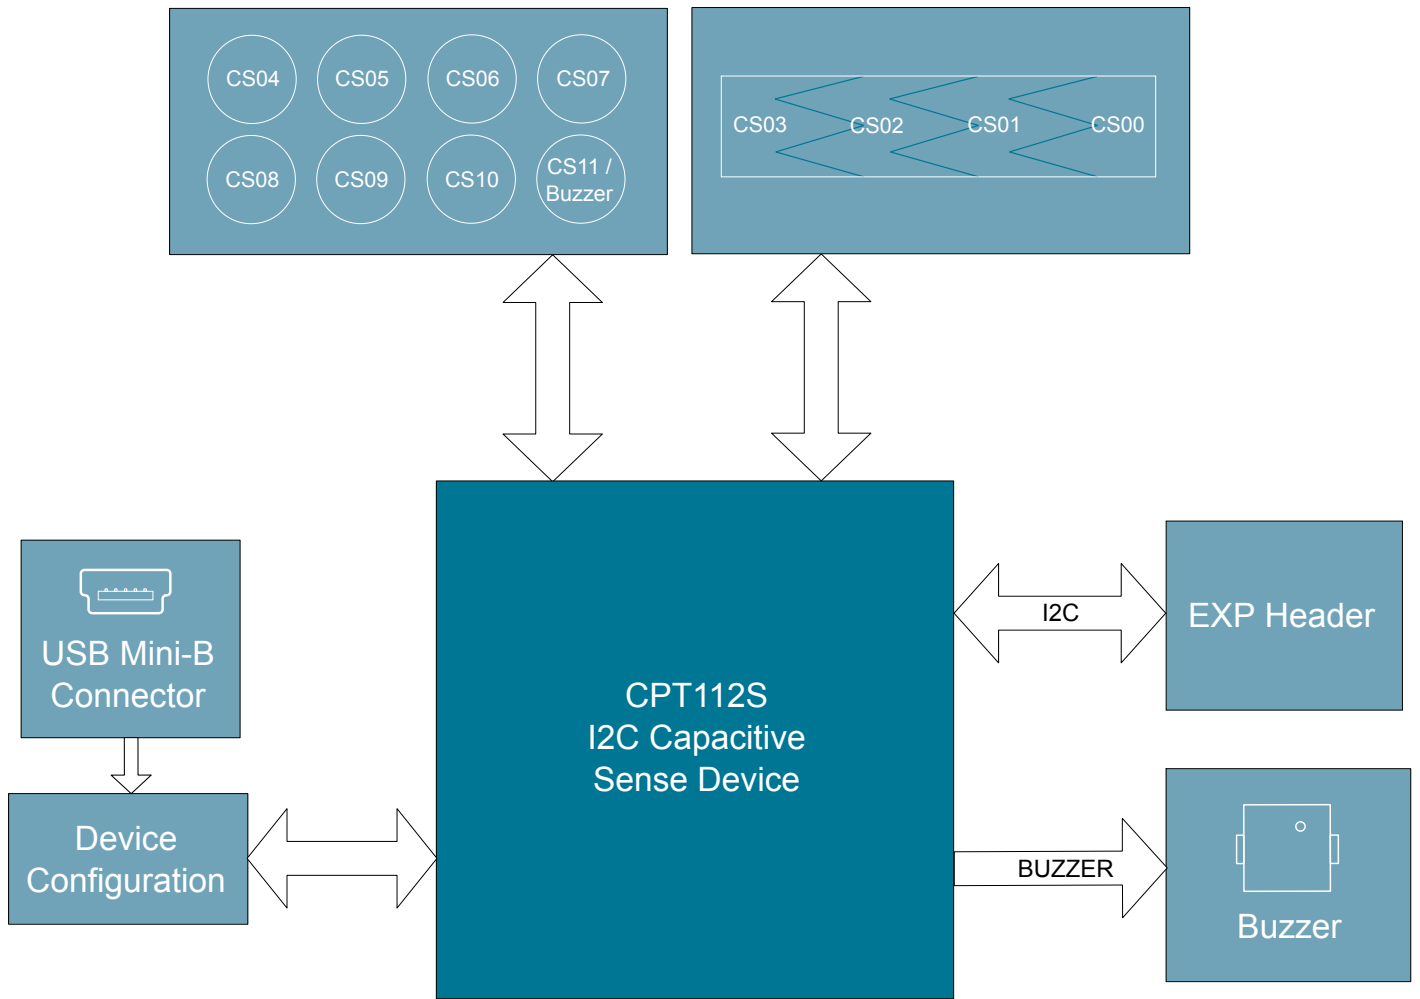 CS04 CS05 CS06 CS07
CS08 CS09 CS10 CS11 /
Buzzer
CS03 CS02 CS01 CS00
USB Mini-B
Connector
Device
Configuration
CPT112S
I2C Capacitive
Sense Device
I2C
EXP Header
BUZZER
Buzzer